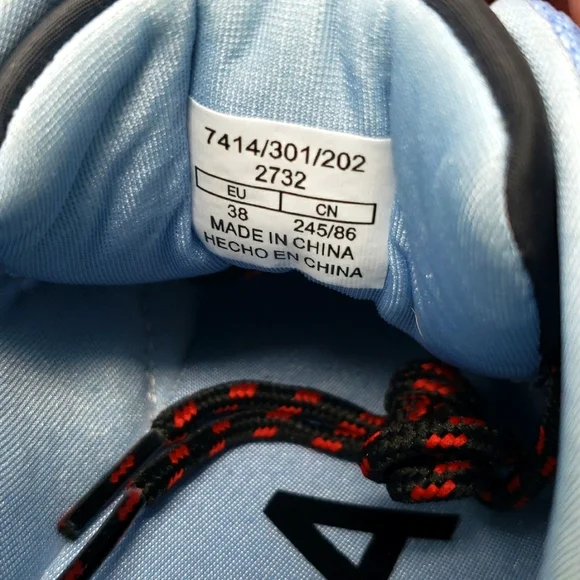 7414/301/202
2732
EU CN
38 245/86
MADE IN CHINA
HECHO EN CHINA
A